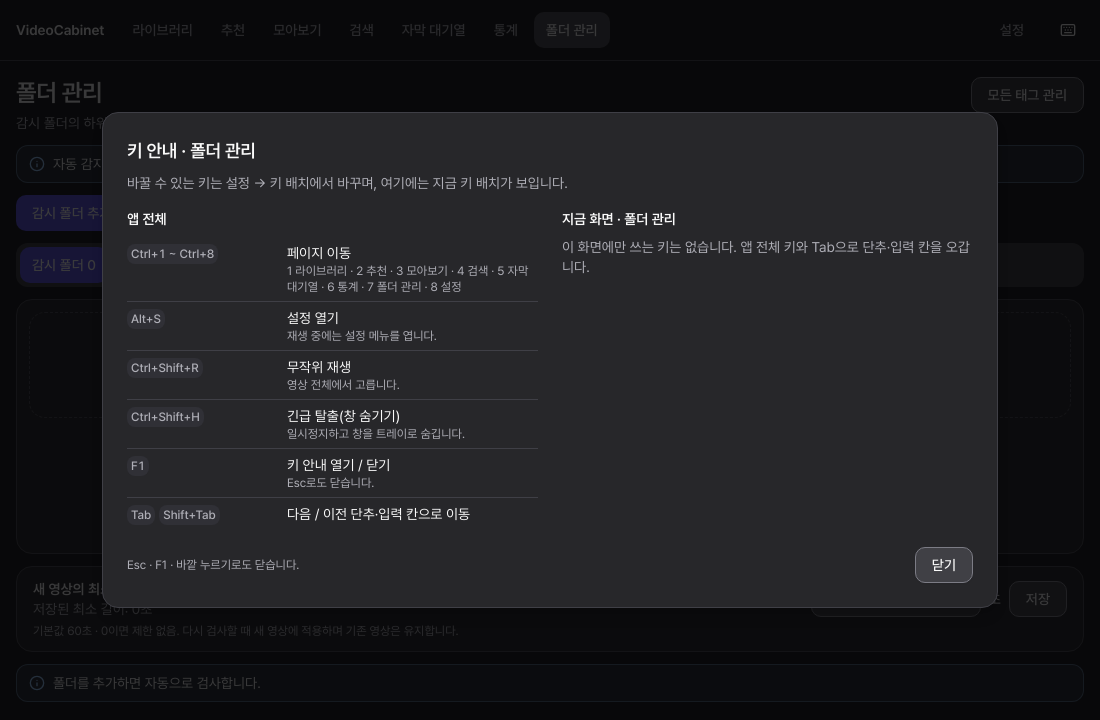 VideoCabinet 라이브러리 추천 모아보기 검색 자막 대기열 통계 폴더 관리 설정
폴더 관리
모든 태그 관리
감시 폴더의 하위
자동 감지
감시 폴더 추가
감시 폴더 0
키 안내 · 폴더 관리
바꿀 수 있는 키는 설정 → 키 배치에서 바꾸며, 여기에는 지금 키 배치가 보입니다.
앱 전체
Ctrl+1 ~ Ctrl+8 페이지 이동
1 라이브러리 · 2 추천 · 3 모아보기 · 4 검색 · 5 자막
대기열 · 6 통계 · 7 폴더 관리 · 8 설정
Alt+S 설정 열기
재생 중에는 설정 메뉴를 엽니다.
Ctrl+Shift+R 무작위 재생
영상 전체에서 고릅니다.
Ctrl+Shift+H 긴급 탈출(창 숨기기)
일시정지하고 창을 트레이로 숨깁니다.
F1 키 안내 열기 / 닫기
Esc로도 닫습니다.
Tab Shift+Tab 다음 / 이전 단추·입력 칸으로 이동
지금 화면 · 폴더 관리
이 화면에만 쓰는 키는 없습니다. 앱 전체 키와 Tab으로 단추·입력 칸을 오갑
니다.
Esc · F1 · 바깥 누르기로도 닫습니다.
닫기
새 영상의 최
저장된 최소 길이: 0초
초 저장
기본값 60초 · 0이면 제한 없음. 다시 검사할 때 새 영상에 적용하며 기존 영상은 유지합니다.
폴더를 추가하면 자동으로 검사합니다.